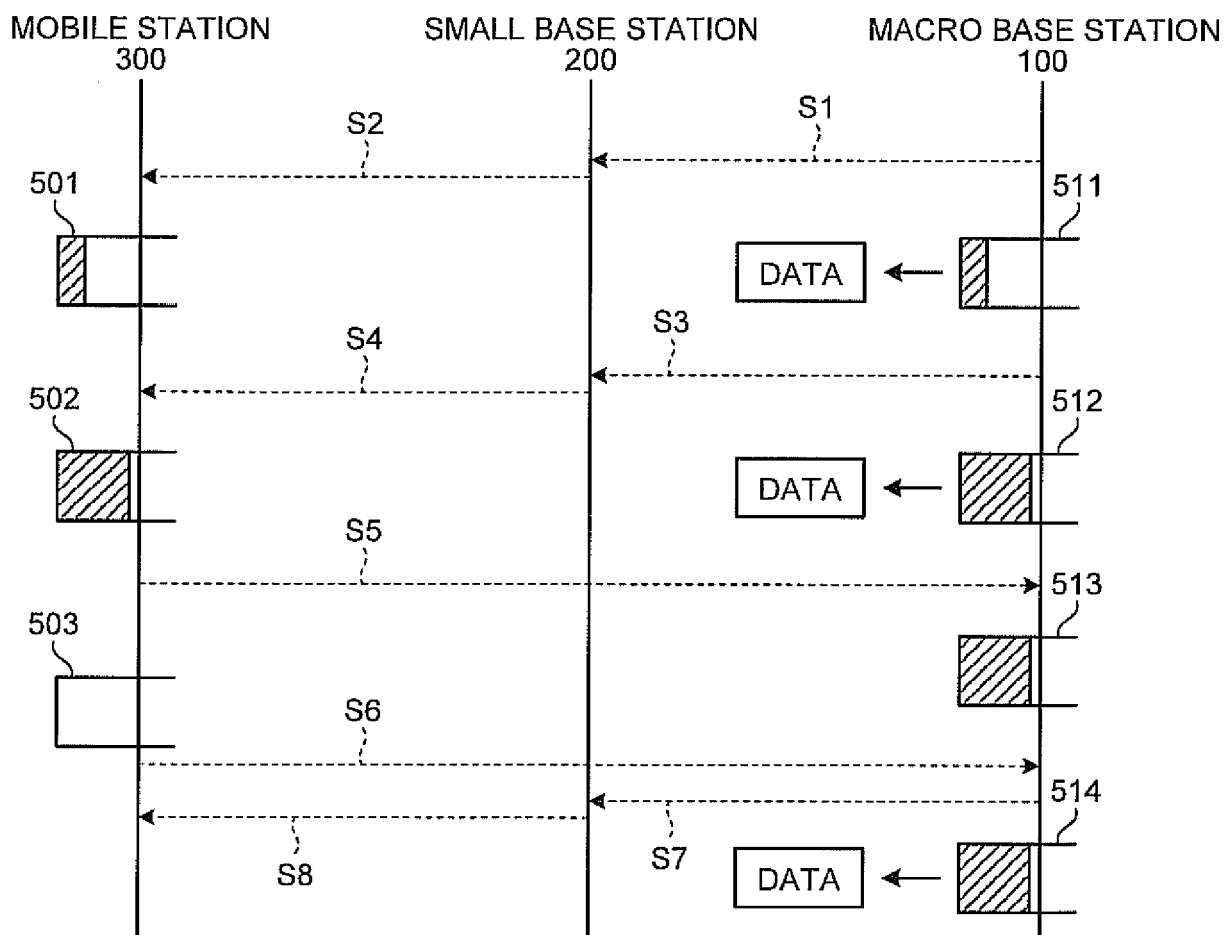 MOBILE STATION SMALL BASE STATION MACRO BASE STATION
300 200 100
S2 S1
501 511
DATA
S4 S3
502 512
DATA
S5
503 513
S6
514
S8 S7
DATA